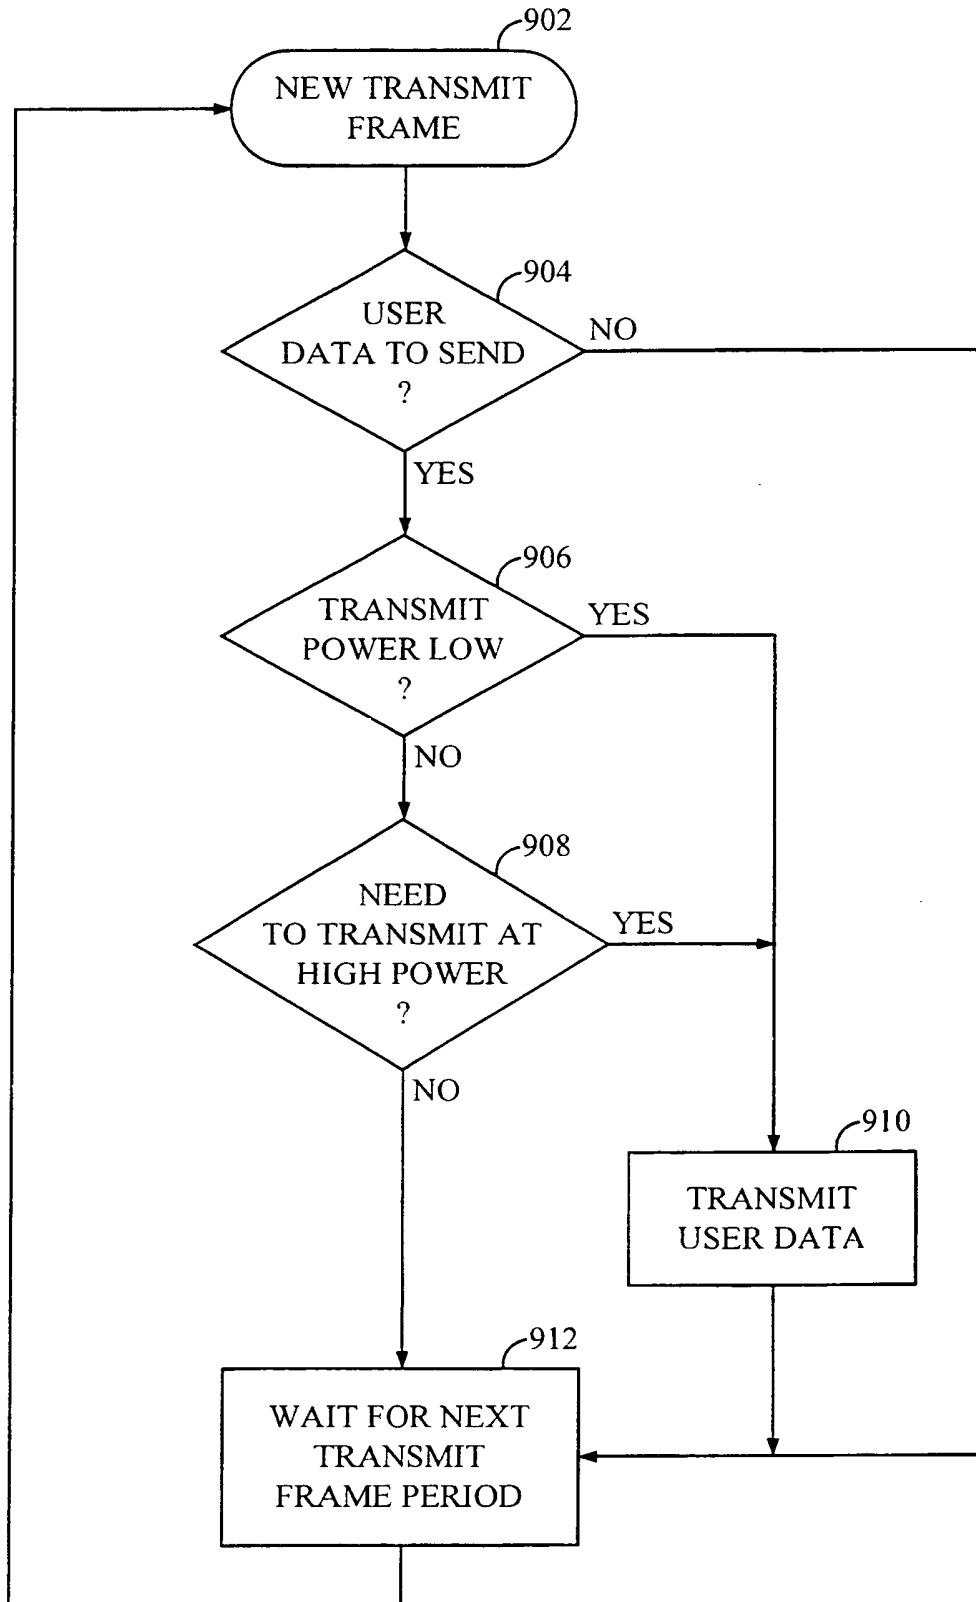 902
NEW TRANSMIT
FRAME
904
USER
DATA TO SEND
?
NO
YES
906
TRANSMIT
POWER LOW
?
YES
NO
908
NEED
TO TRANSMIT AT
HIGH POWER
?
YES
NO
910
TRANSMIT
USER DATA
912
WAIT FOR NEXT
TRANSMIT
FRAME PERIOD